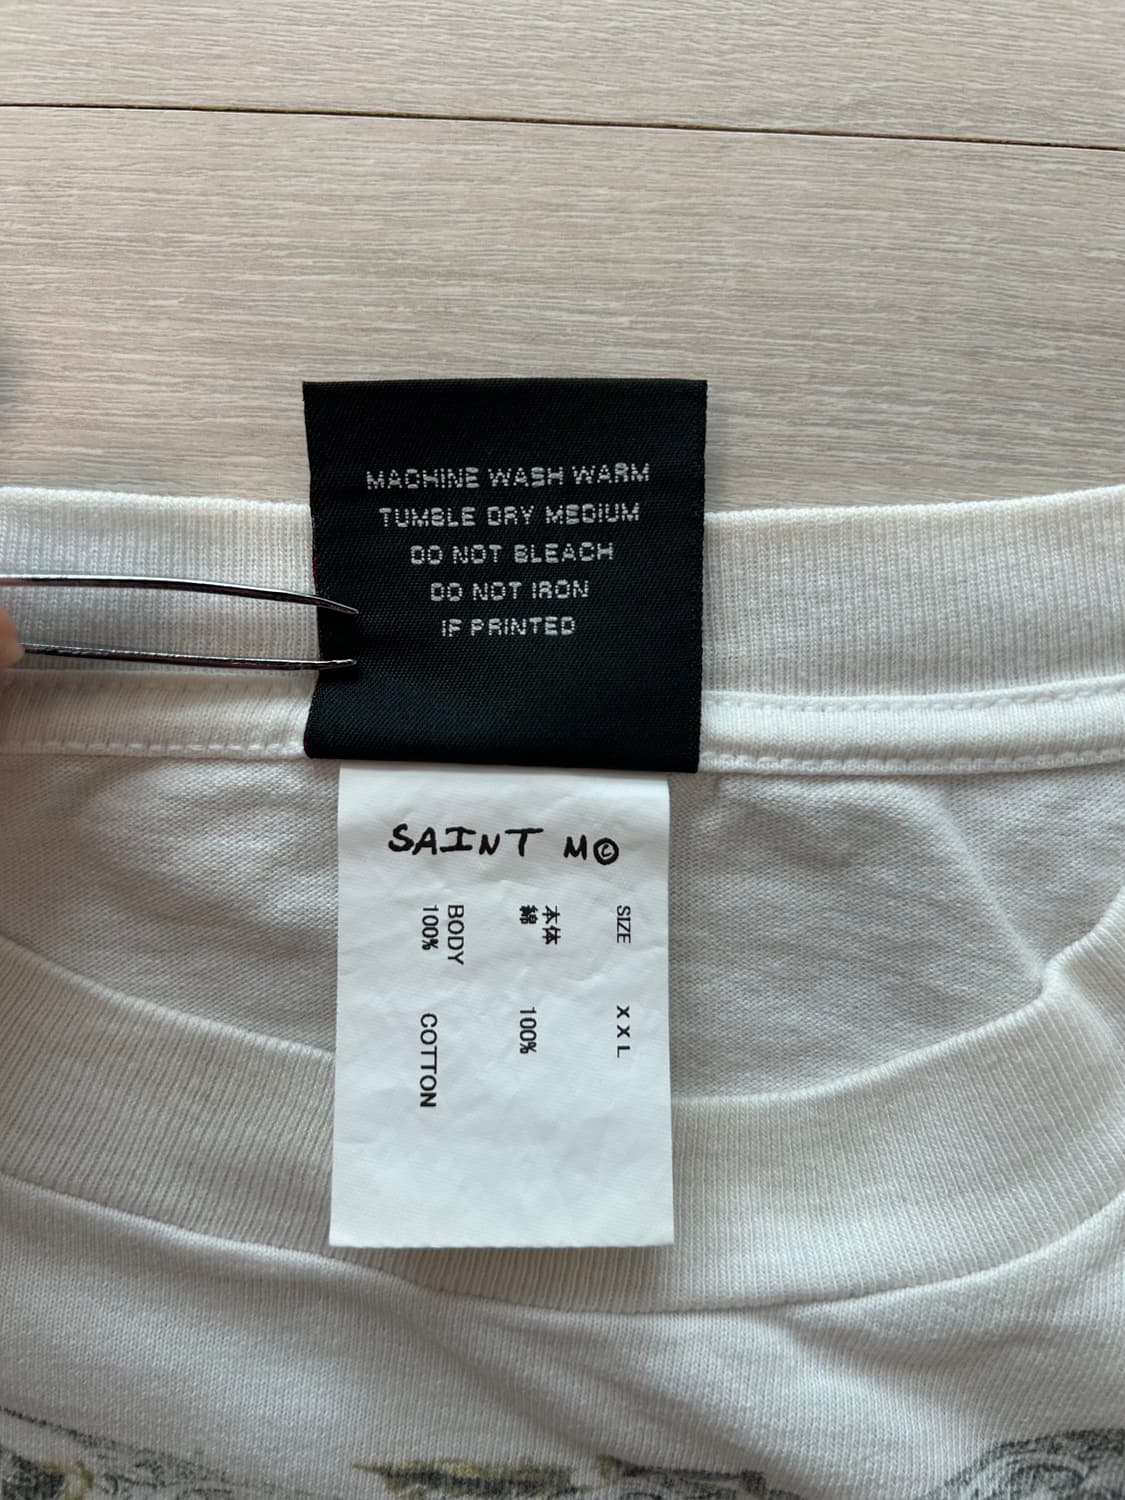 MACHINE WASH WARM
TUMBLE DRY MEDIUM
DO NOT BLEACH
DO NOT IRON
IF PRINTED
SAINT M©
SIZE XXL
本体
綿 100%
BODY
100% COTTON